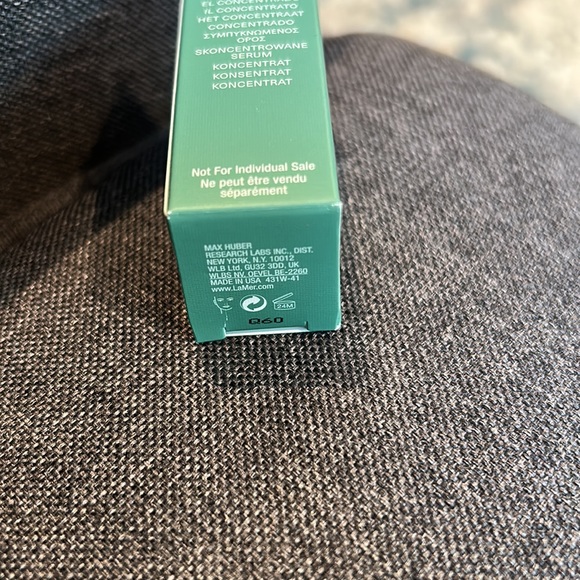 EL CONCENTRADO
IL CONCENTRATO
HET CONCENTRAAT
CONCENTRADO
ΣΥΜΠΥΚΝΩΜΕΝΟΣ
ΟΡΟΣ
SKONCENTROWANE
SERUM
KONCENTRAT
KONSENTRAT
KONCENTRAT
Not For Individual Sale
Ne peut être vendu
séparément
MAX HUBER
RESEARCH LABS INC., DIST.
NEW YORK, N.Y. 10012
WLB Ltd, GU32 3DD, UK
WLBS NV, OEVEL BE-2260
MADE IN USA 431W-41
www.LaMer.com
24M
Q60